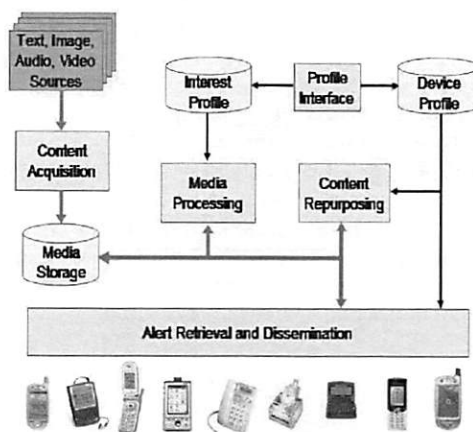 Text, Image,
Audio, Video
Sources
Interest
Profile
Profile
Interface
Device
Profile
Content
Acquisition
Media
Processing
Content
Repurposing
Media
Storage
Alert Retrieval and Dissemination